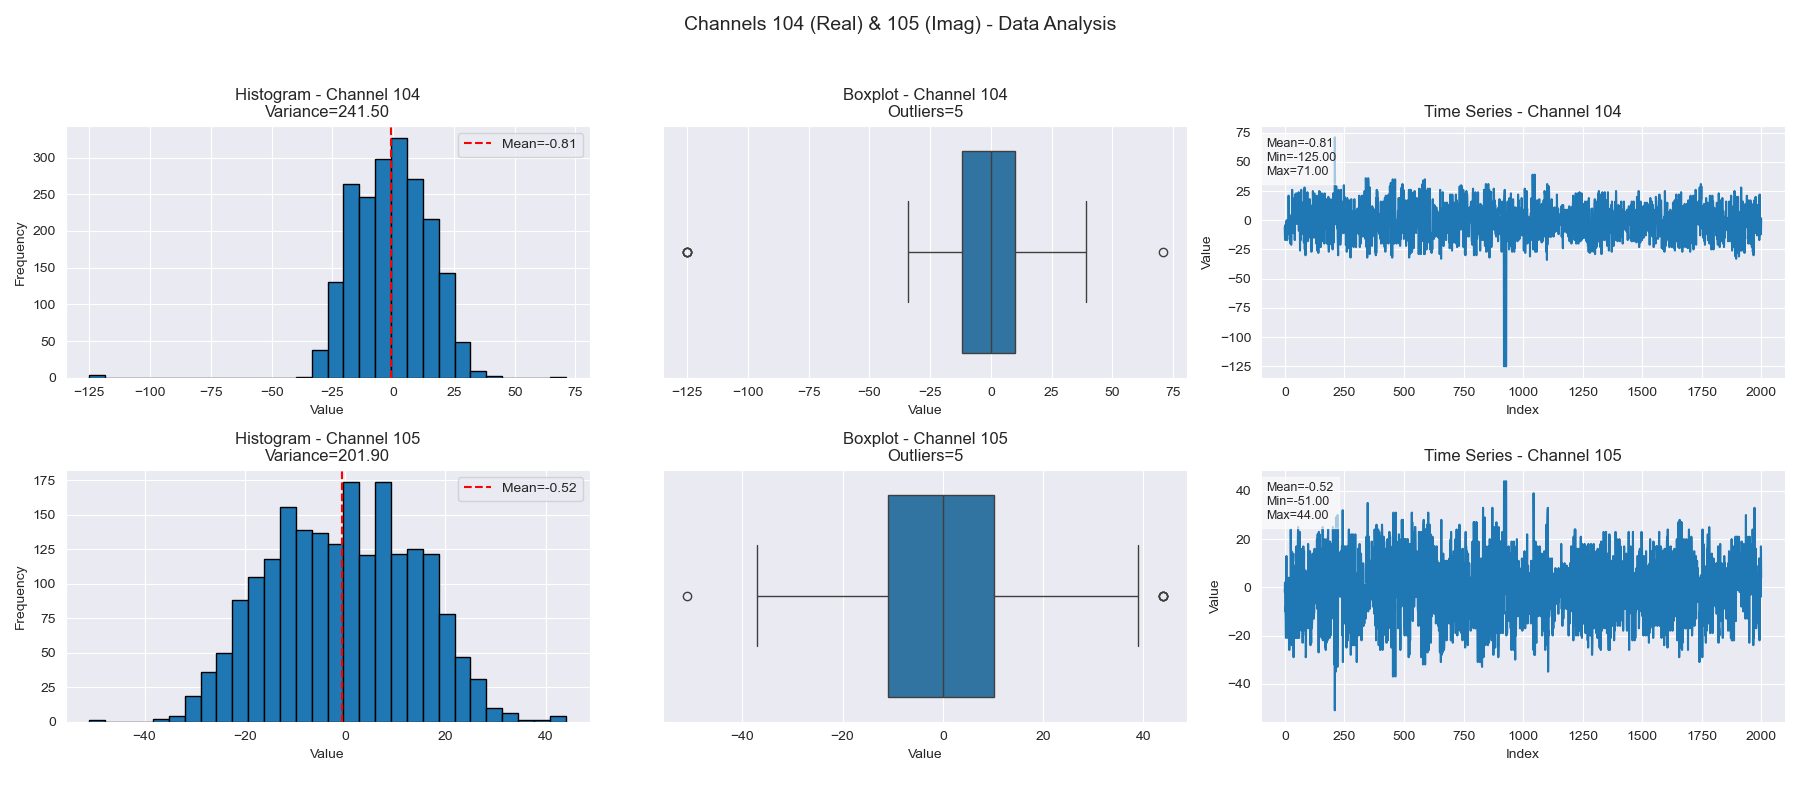 Channels 104 (Real) & 105 (Imag) - Data Analysis
Histogram - Channel 104
Variance=241.50
Mean=-0.81
Frequency
300
250
200
150
100
50
0
−125
−100
−75
−50
−25
0
25
50
75
Value
Boxplot - Channel 104
Outliers=5
−125
−100
−75
−50
−25
0
25
50
75
Value
Time Series - Channel 104
Mean=-0.81
Min=-125.00
Max=71.00
Value
75
50
25
0
−25
−50
−75
−100
−125
0
250
500
750
1000
1250
1500
1750
2000
Index
Histogram - Channel 105
Variance=201.90
Mean=-0.52
Frequency
175
150
125
100
75
50
25
0
−40
−20
0
20
40
Value
Boxplot - Channel 105
Outliers=5
−40
−20
0
20
40
Value
Time Series - Channel 105
Mean=-0.52
Min=-51.00
Max=44.00
Value
40
20
0
−20
−40
0
250
500
750
1000
1250
1500
1750
2000
Index